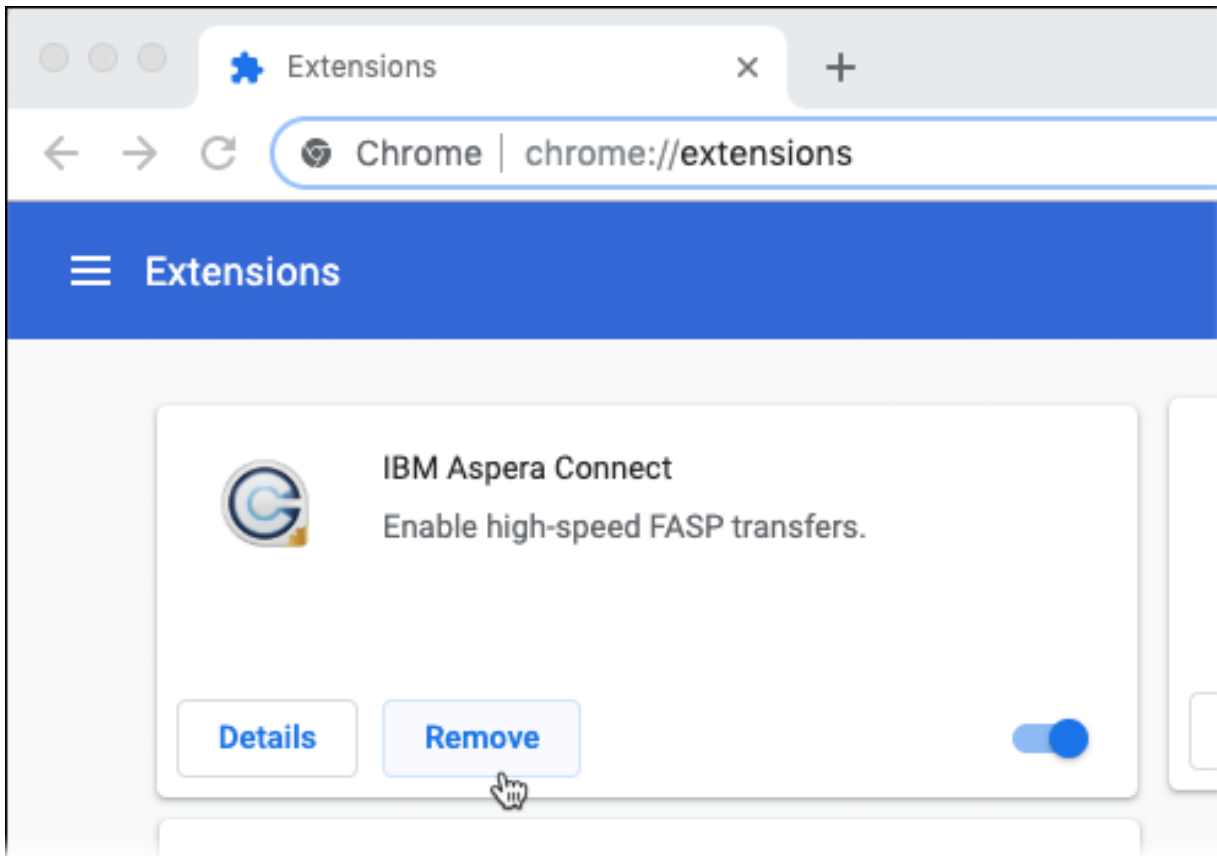 Extensions
Chrome | chrome://extensions
Extensions
IBM Aspera Connect
Enable high-speed FASP transfers.
Details
Remove